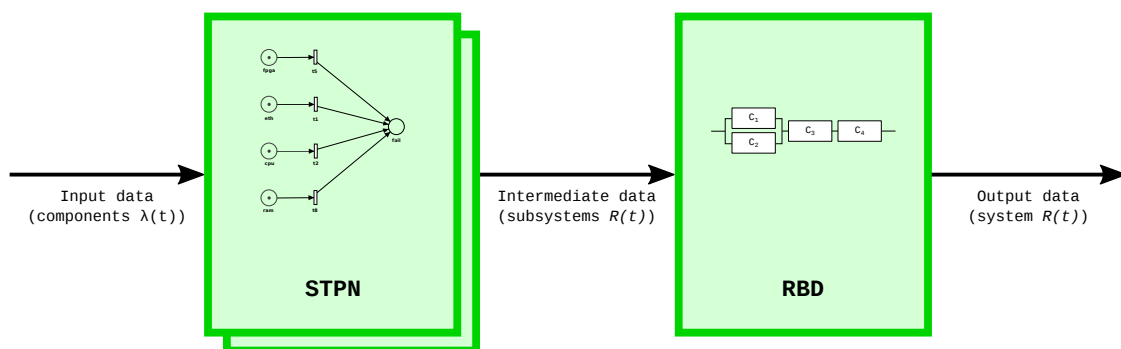 Input data
(components λ(t))
fpga
t5
eth
t1
fail
cpu
t2
ram
t8
STPN
Intermediate data
(subsystems R(t))
C1
C2
C3
C4
RBD
Output data
(system R(t))